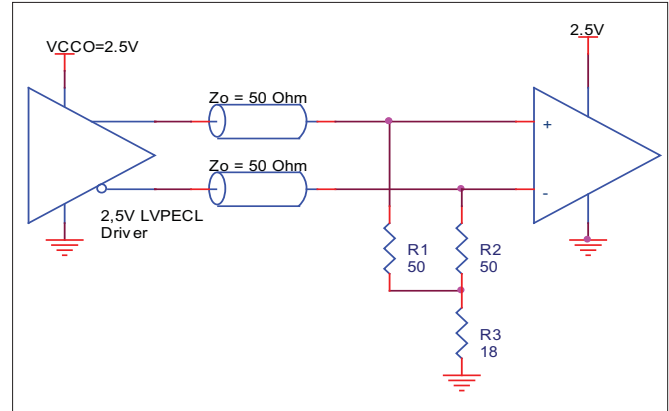 VCCO=2.5V
2.5V
Zo = 50 Ohm
+
Zo = 50 Ohm
-
2,5V LVPECL
Driver
R1
50
R2
50
R3
18